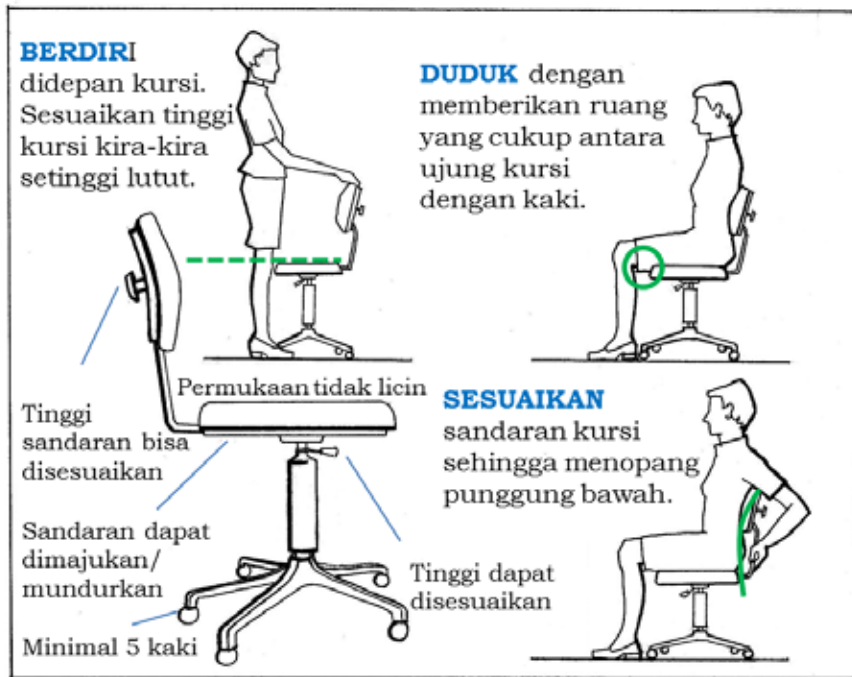 BERDIRI
didepan kursi.
Sesuaikan tinggi
kursi kira-kira
setinggi lutut.
DUDUK dengan
memberikan ruang
yang cukup antara
ujung kursi
dengan kaki.
Permukaan tidak licin
Tinggi
sandaran bisa
disesuaikan
Sandaran dapat
dimajukan/
mundurkan
Minimal 5 kaki
Tinggi dapat
disesuaikan
SESUAIKAN
sandaran kursi
sehingga menopang
punggung bawah.